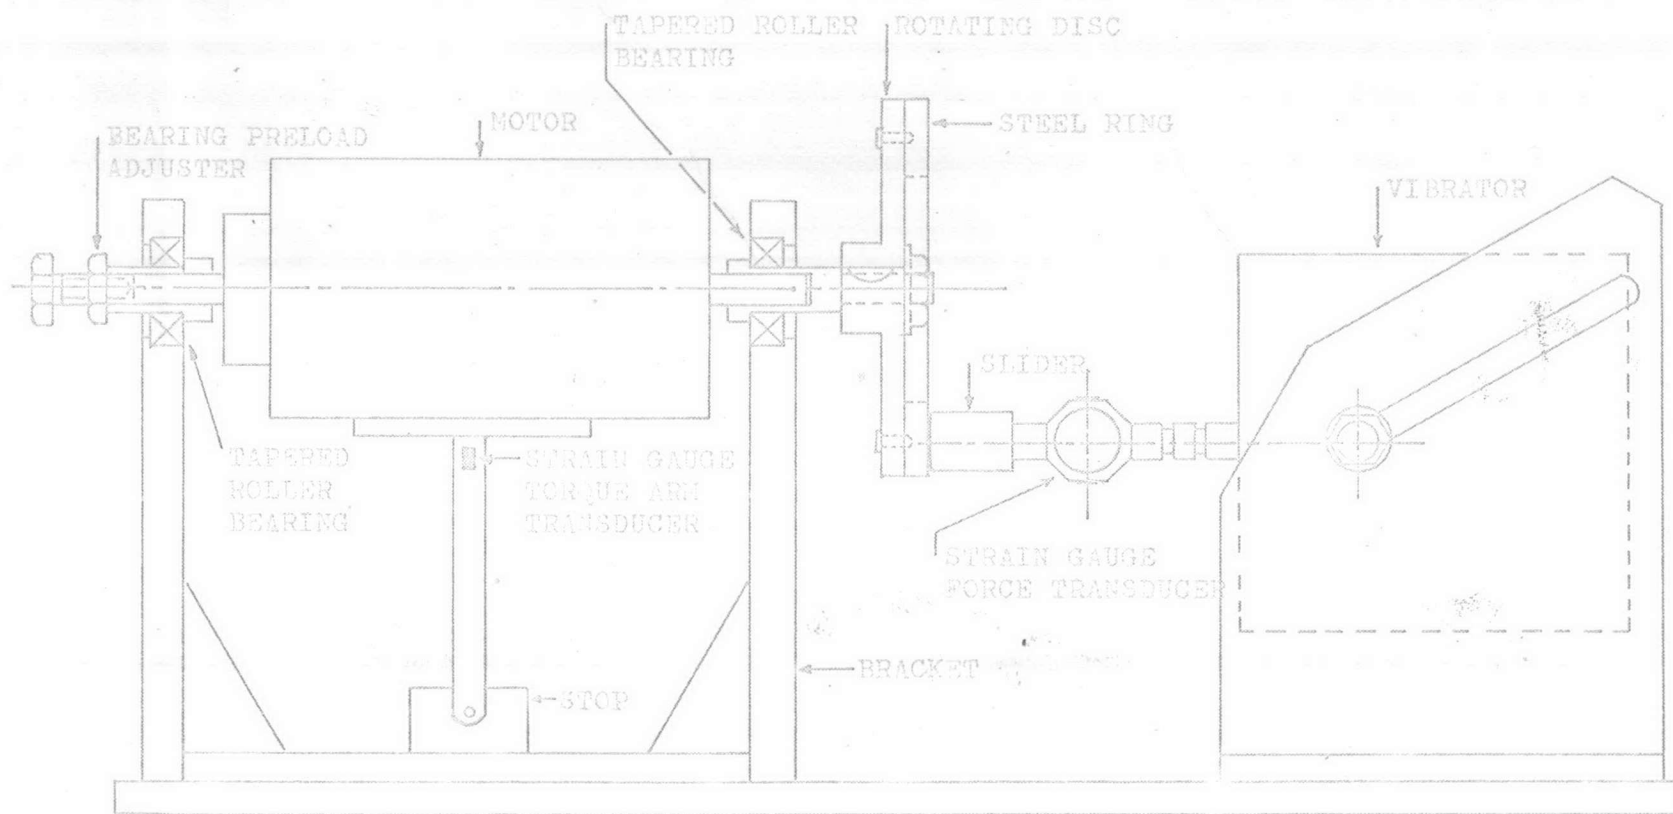 TAPERED ROLLER
BEARING
ROTATING DISC
BEARING PRELOAD
ADJUSTER
MOTOR
STEEL RING
VIBRATOR
SLIDER
TAPERED
ROLLER
BEARING
STRAIN GAUGE
TORQUE ARM
TRANSDUCER
STRAIN GAUGE
FORCE TRANSDUCER
BRACKET
STOP